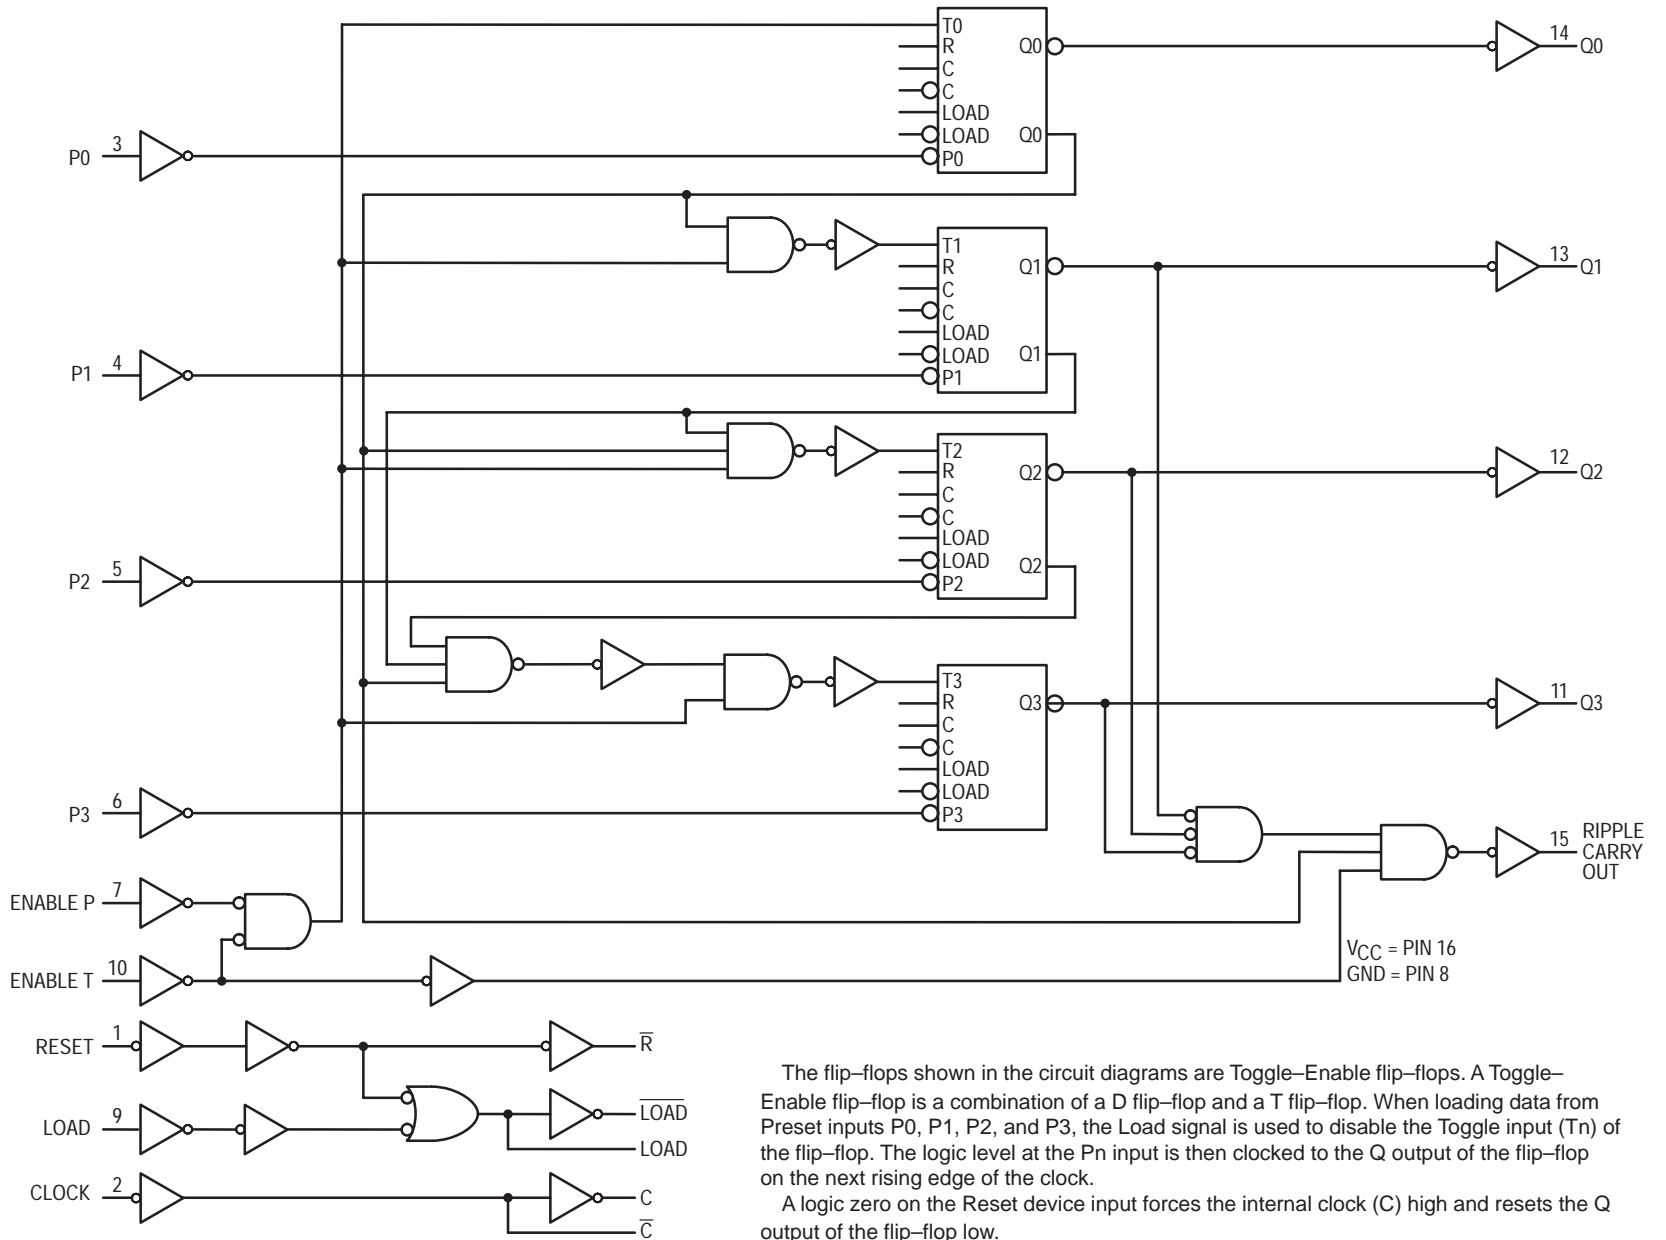 T0
R
C
C
LOAD
LOAD
P0
Q0
Q0
14 Q0
P0 3
T1
R
C
C
LOAD
LOAD
P1
Q1
Q1
13 Q1
P1 4
T2
R
C
C
LOAD
LOAD
P2
Q2
Q2
12 Q2
P2 5
T3
R
C
C
LOAD
LOAD
P3
Q3
11 Q3
P3 6
15 RIPPLE
CARRY
OUT
ENABLE P 7
ENABLE T 10
VCC = PIN 16
GND = PIN 8
RESET 1
R̅
LOAD 9
L̅O̅A̅D̅
LOAD
CLOCK 2
C
C̅
The flip–flops shown in the circuit diagrams are Toggle–Enable flip–flops. A Toggle–
Enable flip–flop is a combination of a D flip–flop and a T flip–flop. When loading data from
Preset inputs P0, P1, P2, and P3, the Load signal is used to disable the Toggle input (Tn) of
the flip–flop. The logic level at the Pn input is then clocked to the Q output of the flip–flop
on the next rising edge of the clock.
A logic zero on the Reset device input forces the internal clock (C) high and resets the Q
output of the flip–flop low.